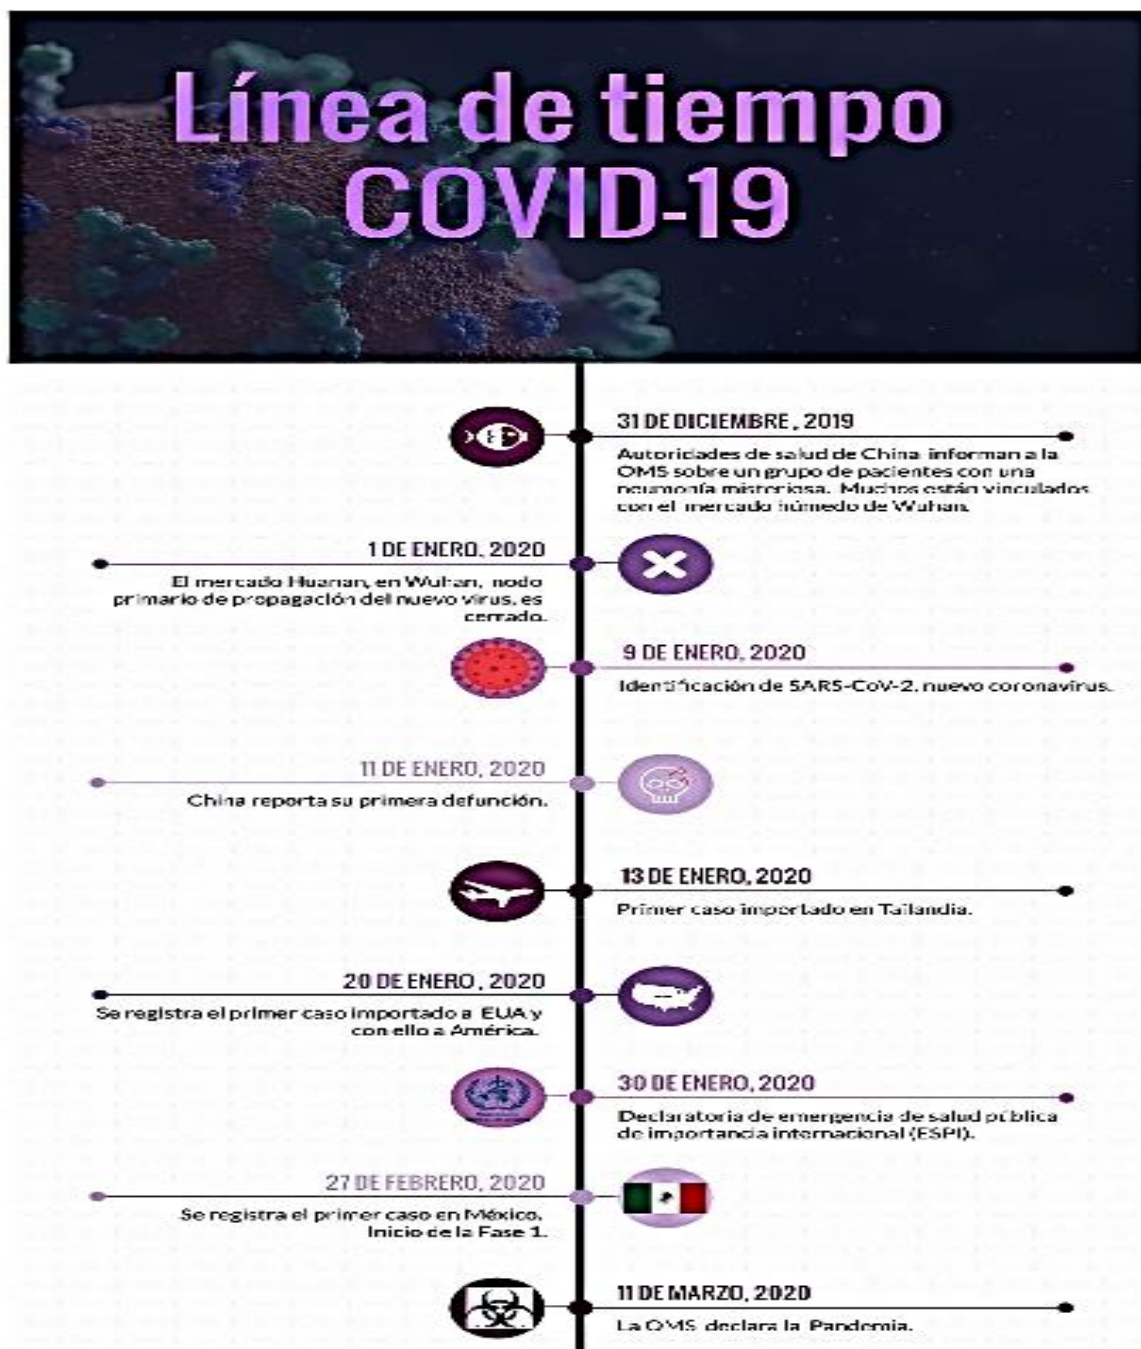 Línea de tiempo
COVID-19
31 DE DICIEMBRE, 2019
Autoridades de salud de China informan a la
OMS sobre un grupo de pacientes con una
neumonía misteriosa. Muchos están vinculados
con el mercado húmedo de Wuhan.
1 DE ENERO, 2020
El mercado Huanan, en Wuhan, nodo
primario de propagación del nuevo virus, es
cerrado.
9 DE ENERO, 2020
Identificación de SARS-CoV-2, nuevo coronavirus.
11 DE ENERO, 2020
China reporta su primera defunción.
13 DE ENERO, 2020
Primer caso importado en Tailandia.
20 DE ENERO, 2020
Se registra el primer caso importado a EUA y
con ello a América.
30 DE ENERO, 2020
Declaratoria de emergencia de salud pública
de importancia internacional (ESPI).
27 DE FEBRERO, 2020
Se registra el primer caso en México.
Inicio de la Fase 1.
11 DE MARZO, 2020
La OMS declara la Pandemia.